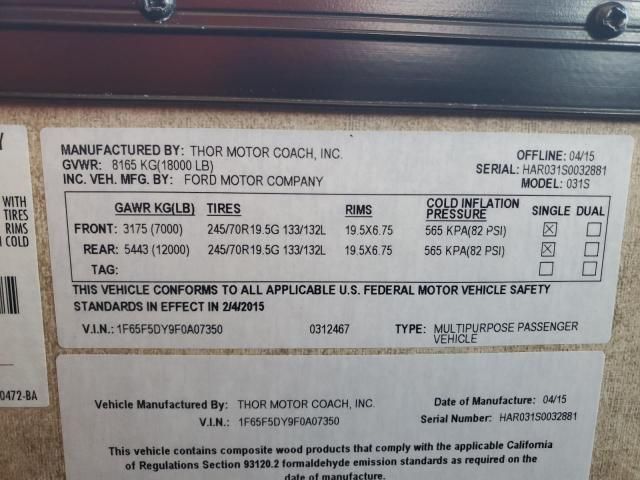 Y
WITH
TIRES
RIMS
COLD
0472-BA
MANUFACTURED BY: THOR MOTOR COACH, INC. OFFLINE: 04/15
GVWR: 8165 KG(18000 LB) SERIAL: HAR031S0032881
INC. VEH. MFG. BY: FORD MOTOR COMPANY MODEL: 031S
GAWR KG(LB) TIRES RIMS COLD INFLATION PRESSURE SINGLE DUAL
FRONT: 3175 (7000) 245/70R19.5G 133/132L 19.5X6.75 565 KPA(82 PSI) ☒ ☐
REAR: 5443 (12000) 245/70R19.5G 133/132L 19.5X6.75 565 KPA(82 PSI) ☒ ☐
TAG: ☐ ☐
THIS VEHICLE CONFORMS TO ALL APPLICABLE U.S. FEDERAL MOTOR VEHICLE SAFETY
STANDARDS IN EFFECT IN 2/4/2015
V.I.N.: 1F65F5DY9F0A07350 0312467 TYPE: MULTIPURPOSE PASSENGER
VEHICLE
Vehicle Manufactured By: THOR MOTOR COACH, INC. Date of Manufacture: 04/15
V.I.N.: 1F65F5DY9F0A07350 Serial Number: HAR031S0032881
This vehicle contains composite wood products that comply with the applicable California
of Regulations Section 93120.2 formaldehyde emission standards as required on the
date of manufacture.